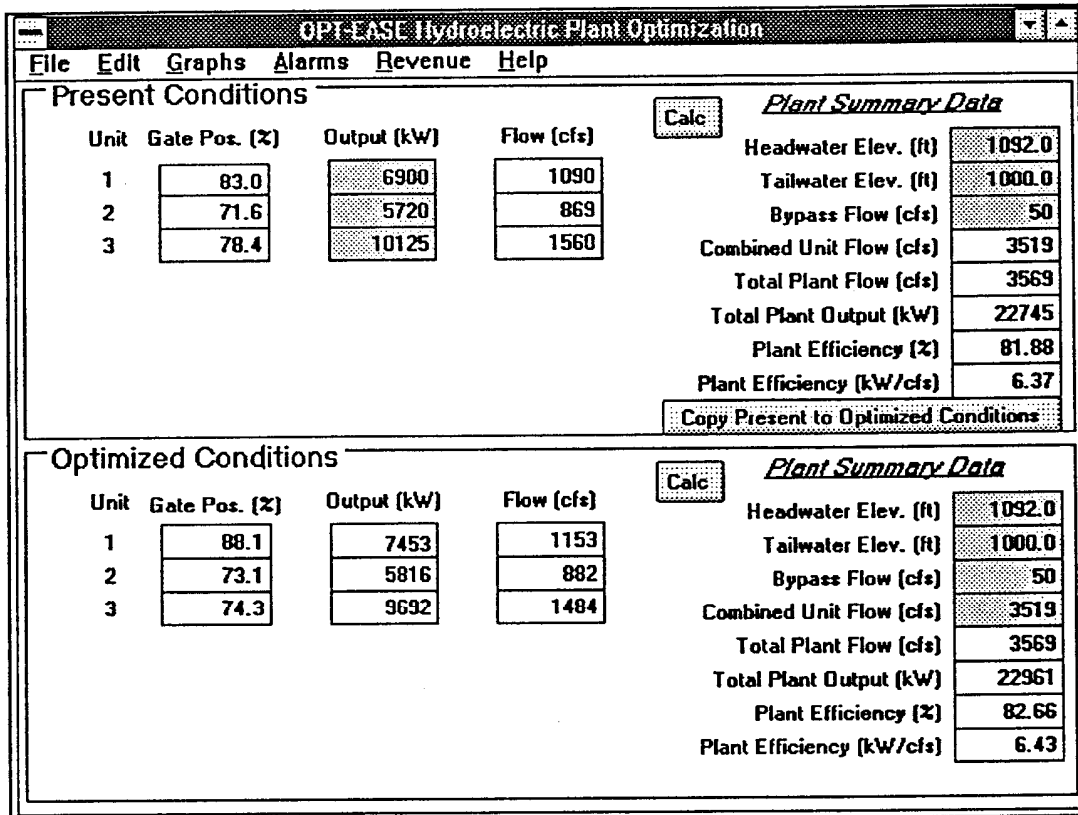 OPT-EASE Hydroelectric Plant Optimization
File Edit Graphs Alarms Revenue Help
Present Conditions
Calc
Plant Summary Data
Unit Gate Pos. (%) Output (kW) Flow (cfs)
1 83.0 6900 1090
2 71.6 5720 869
3 78.4 10125 1560
Headwater Elev. (ft) 1092.0
Tailwater Elev. (ft) 1000.0
Bypass Flow (cfs) 50
Combined Unit Flow (cfs) 3519
Total Plant Flow (cfs) 3569
Total Plant Output (kW) 22745
Plant Efficiency (%) 81.88
Plant Efficiency (kW/cfs) 6.37
Copy Present to Optimized Conditions
Optimized Conditions
Calc
Plant Summary Data
Unit Gate Pos. (%) Output (kW) Flow (cfs)
1 88.1 7453 1153
2 73.1 5816 882
3 74.3 9692 1484
Headwater Elev. (ft) 1092.0
Tailwater Elev. (ft) 1000.0
Bypass Flow (cfs) 50
Combined Unit Flow (cfs) 3519
Total Plant Flow (cfs) 3569
Total Plant Output (kW) 22961
Plant Efficiency (%) 82.66
Plant Efficiency (kW/cfs) 6.43